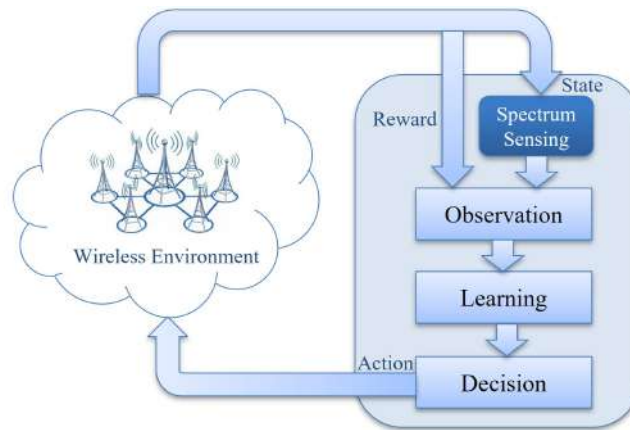 State
Reward
Spectrum
Sensing
Observation
Wireless Environment
Learning
Action
Decision